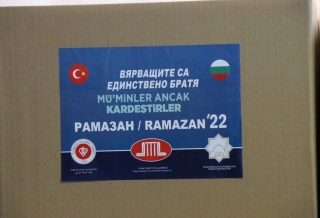 ВЯРВАЩИТЕ СА
ЕДИНСТВЕНО БРАТЯ
MÜ'MİNLER ANCAK
KARDEŞTİRLER
РАМАЗАН / RAMAZAN'22